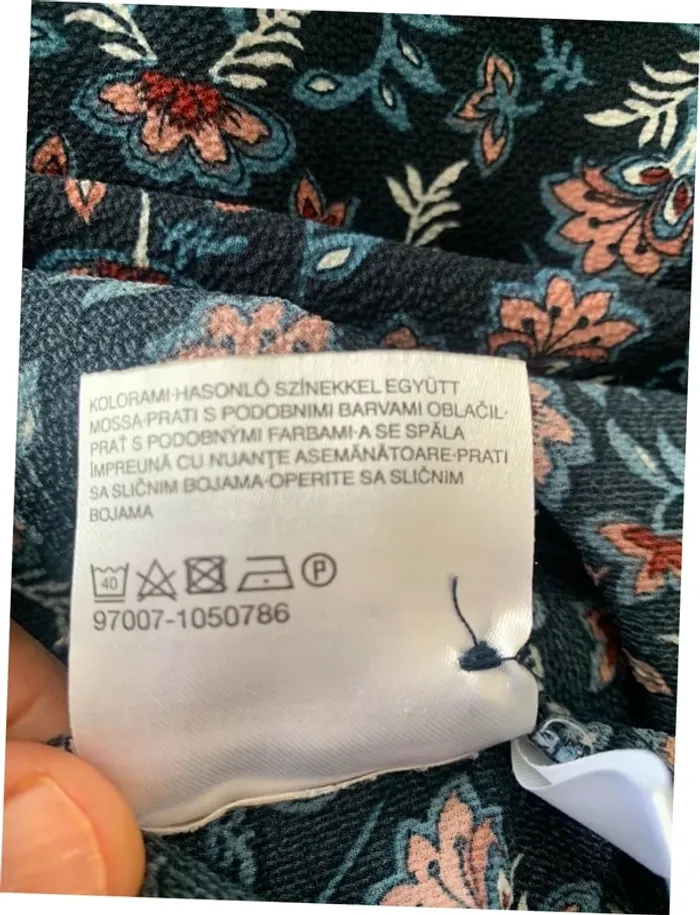 KOLORAMI·HASONLÓ SZÍNEKKEL EGYÜTT
MOSSA·PRATI S PODOBNIMI BARVAMI OBLAČIL·
PRAŤ S PODOBNÝMI FARBAMI·A SE SPĂLA
ÎMPREUNĂ CU NUANŢE ASEMĂNĂTOARE·PRATI
SA SLIČNIM BOJAMA·OPERITE SA SLIČNIM
BOJAMA
40 P
97007-1050786